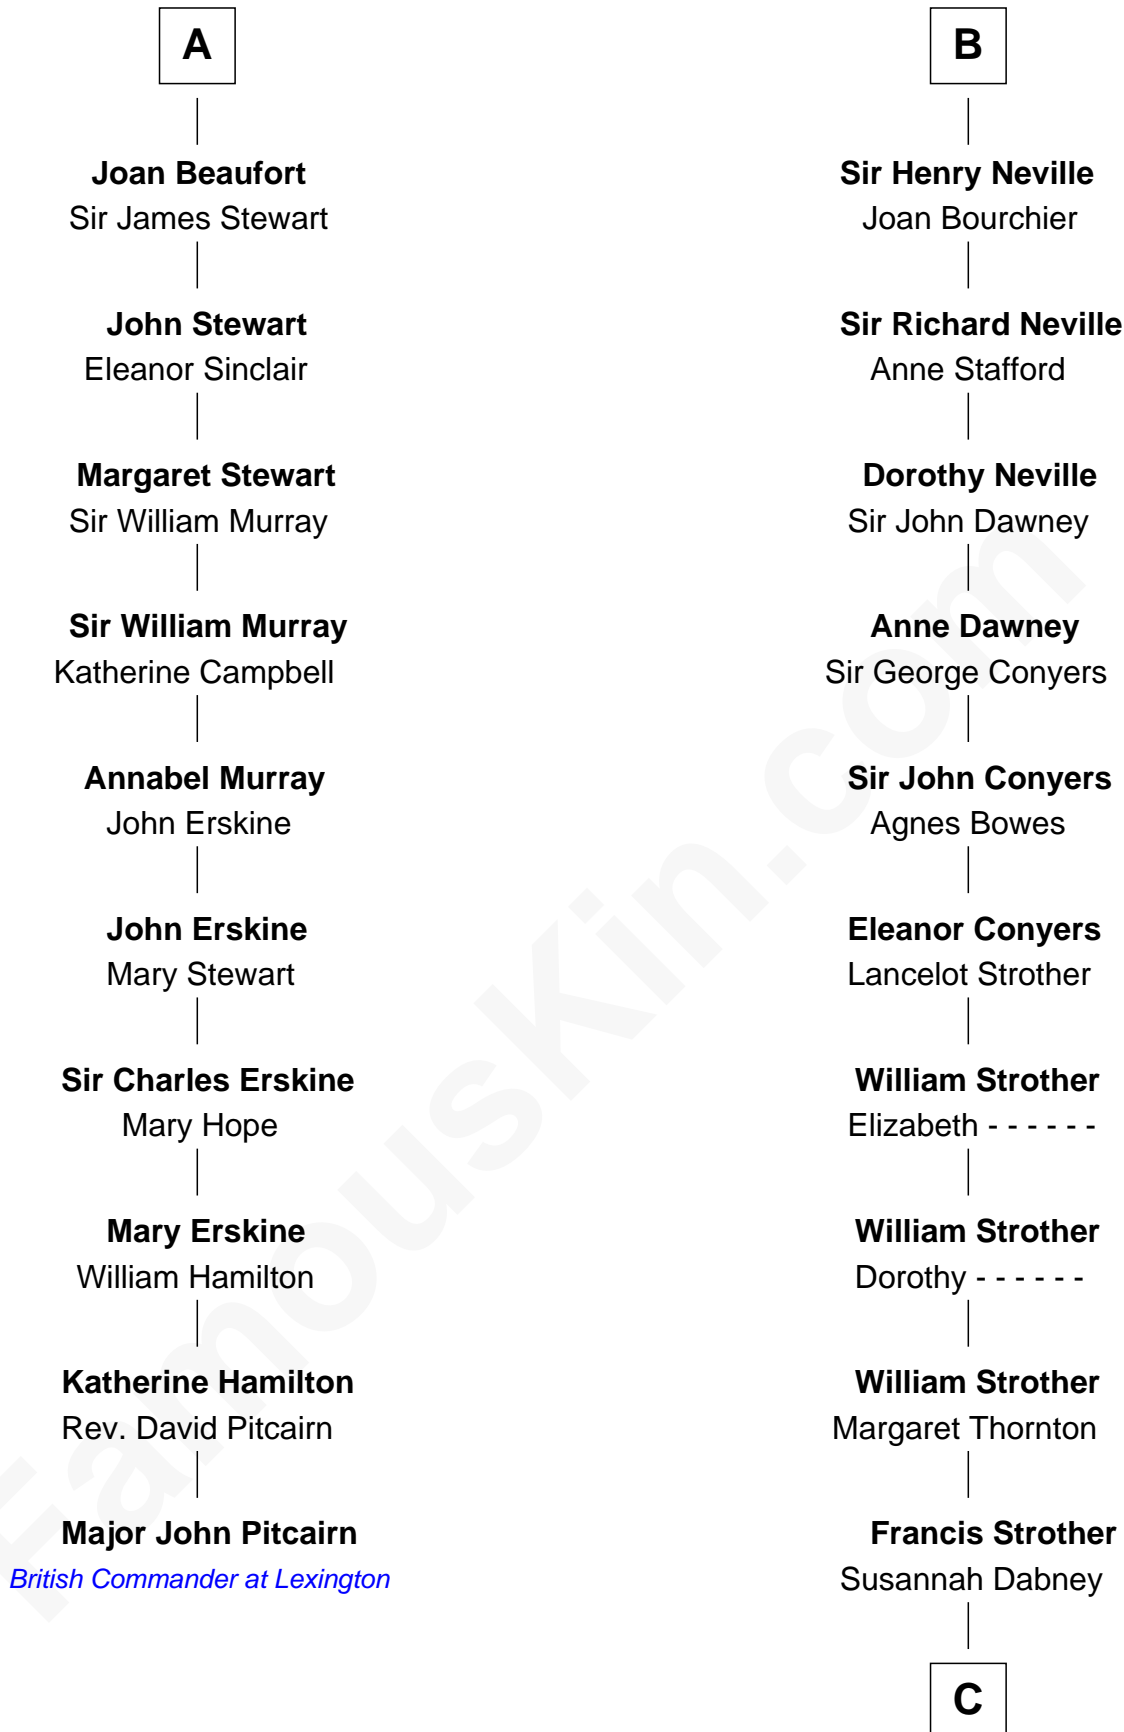 A
Joan Beaufort
Sir James Stewart
John Stewart
Eleanor Sinclair
Margaret Stewart
Sir William Murray
Sir William Murray
Katherine Campbell
Annabel Murray
John Erskine
John Erskine
Mary Stewart
Sir Charles Erskine
Mary Hope
Mary Erskine
William Hamilton
Katherine Hamilton
Rev. David Pitcairn
Major John Pitcairn
British Commander at Lexington
B
Sir Henry Neville
Joan Bourchier
Sir Richard Neville
Anne Stafford
Dorothy Neville
Sir John Dawney
Anne Dawney
Sir George Conyers
Sir John Conyers
Agnes Bowes
Eleanor Conyers
Lancelot Strother
William Strother
Elizabeth - - - - - -
William Strother
Dorothy - - - - - -
William Strother
Margaret Thornton
Francis Strother
Susannah Dabney
C
FamousKin.com